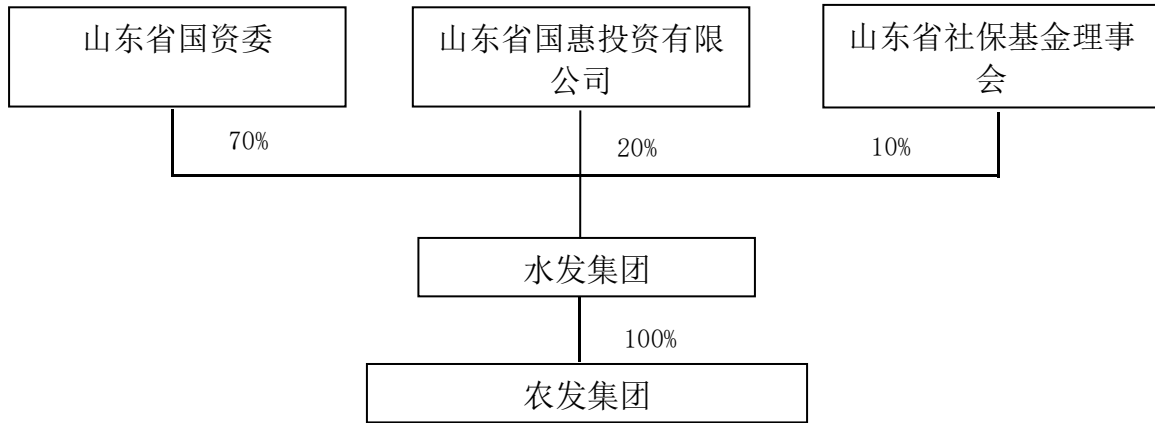 山东省国资委
山东省国惠投资有限
公司
山东省社保基金理事
会
70%
20%
10%
水发集团
100%
农发集团